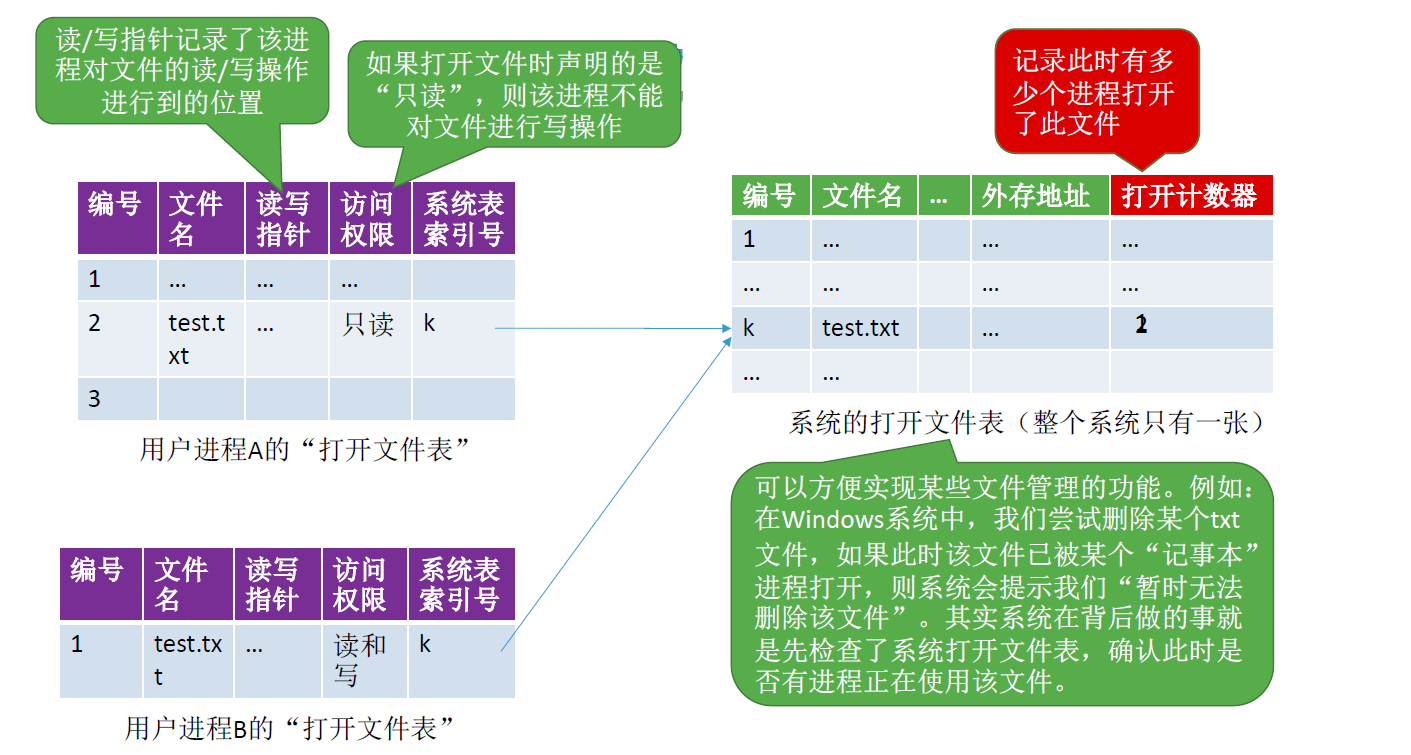 读/写指针记录了该进
程对文件的读/写操作
进行到的位置
如果打开文件时声明的是
“只读”，则该进程不能
对文件进行写操作
记录此时有多
少个进程打开
了此文件
编号 文件名 读写指针 访问权限 系统表索引号
1 ... ... ...
2 test.txt ... 只读 k
3
用户进程A的“打开文件表”
编号 文件名 ... 外存地址 打开计数器
1 ... ... ...
... ... ... ...
k test.txt ...
... ...
系统的打开文件表（整个系统只有一张）
可以方便实现某些文件管理的功能。例如：
在Windows系统中，我们尝试删除某个txt
文件，如果此时该文件已被某个“记事本”
进程打开，则系统会提示我们“暂时无法
删除该文件”。其实系统在背后做的事就
是先检查了系统打开文件表，确认此时是
否有进程正在使用该文件。
编号 文件名 读写指针 访问权限 系统表索引号
1 test.txt ... 读和写 k
用户进程B的“打开文件表”